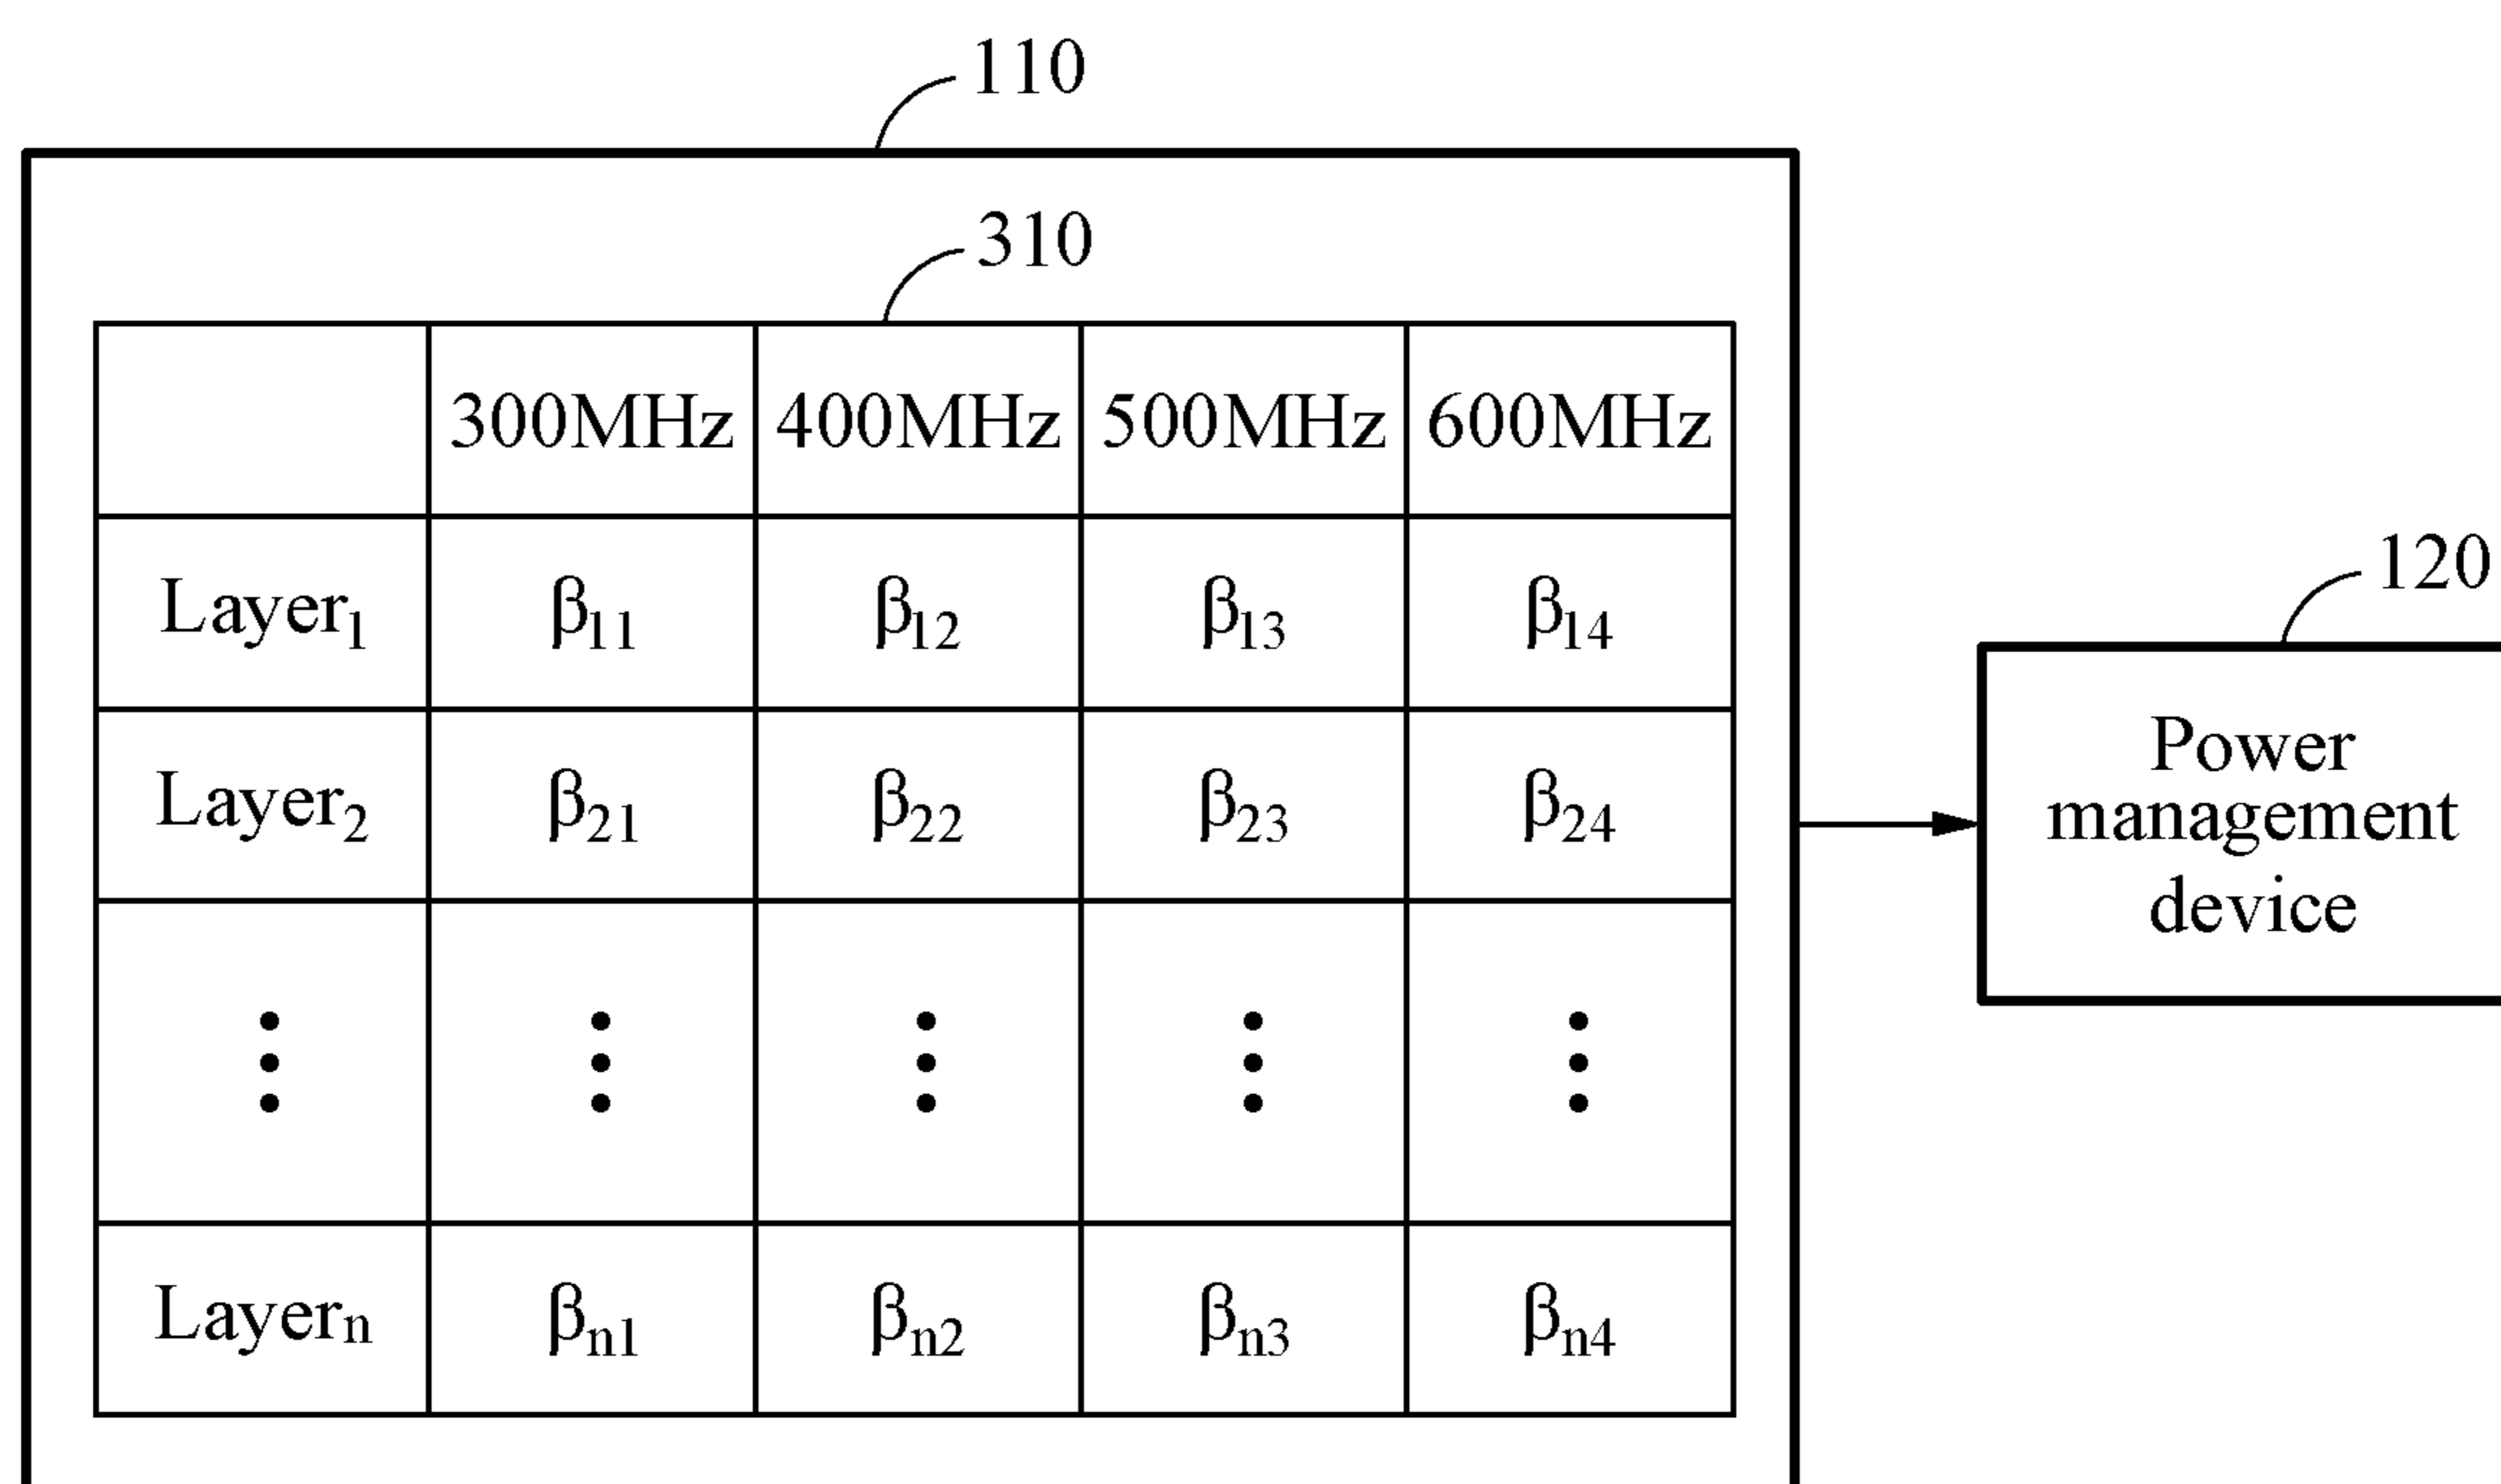 110
310
300MHz 400MHz 500MHz 600MHz
Layer₁ β₁₁ β₁₂ β₁₃ β₁₄
Layer₂ β₂₁ β₂₂ β₂₃ β₂₄
Layerₙ βₙ₁ βₙ₂ βₙ₃ βₙ₄
120
Power
management
device